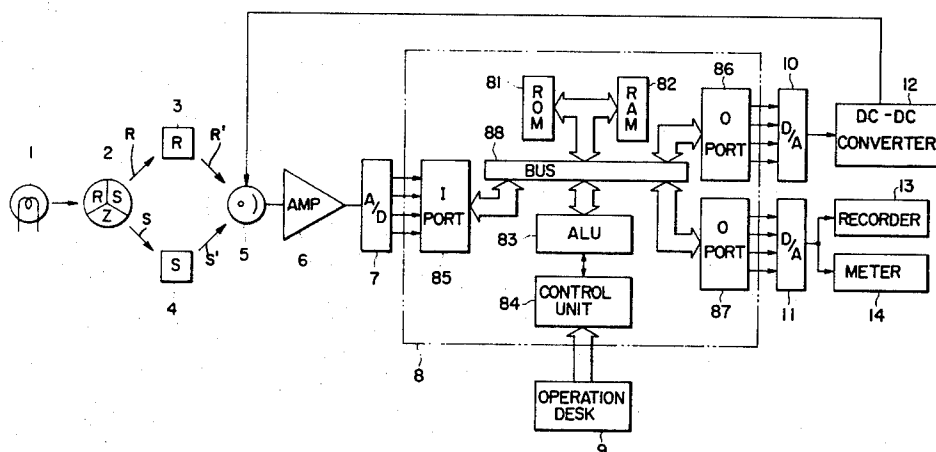 1
2
R
S
Z
R
S
3
R
R'
4
S
S'
5
AMP
6
A/D
7
81
ROM
RAM
82
88
BUS
I
PORT
85
83
ALU
84
CONTROL
UNIT
8
OPERATION
DESK
9
86
O
PORT
O
PORT
87
10
D/A
D/A
11
12
DC-DC
CONVERTER
13
RECORDER
METER
14